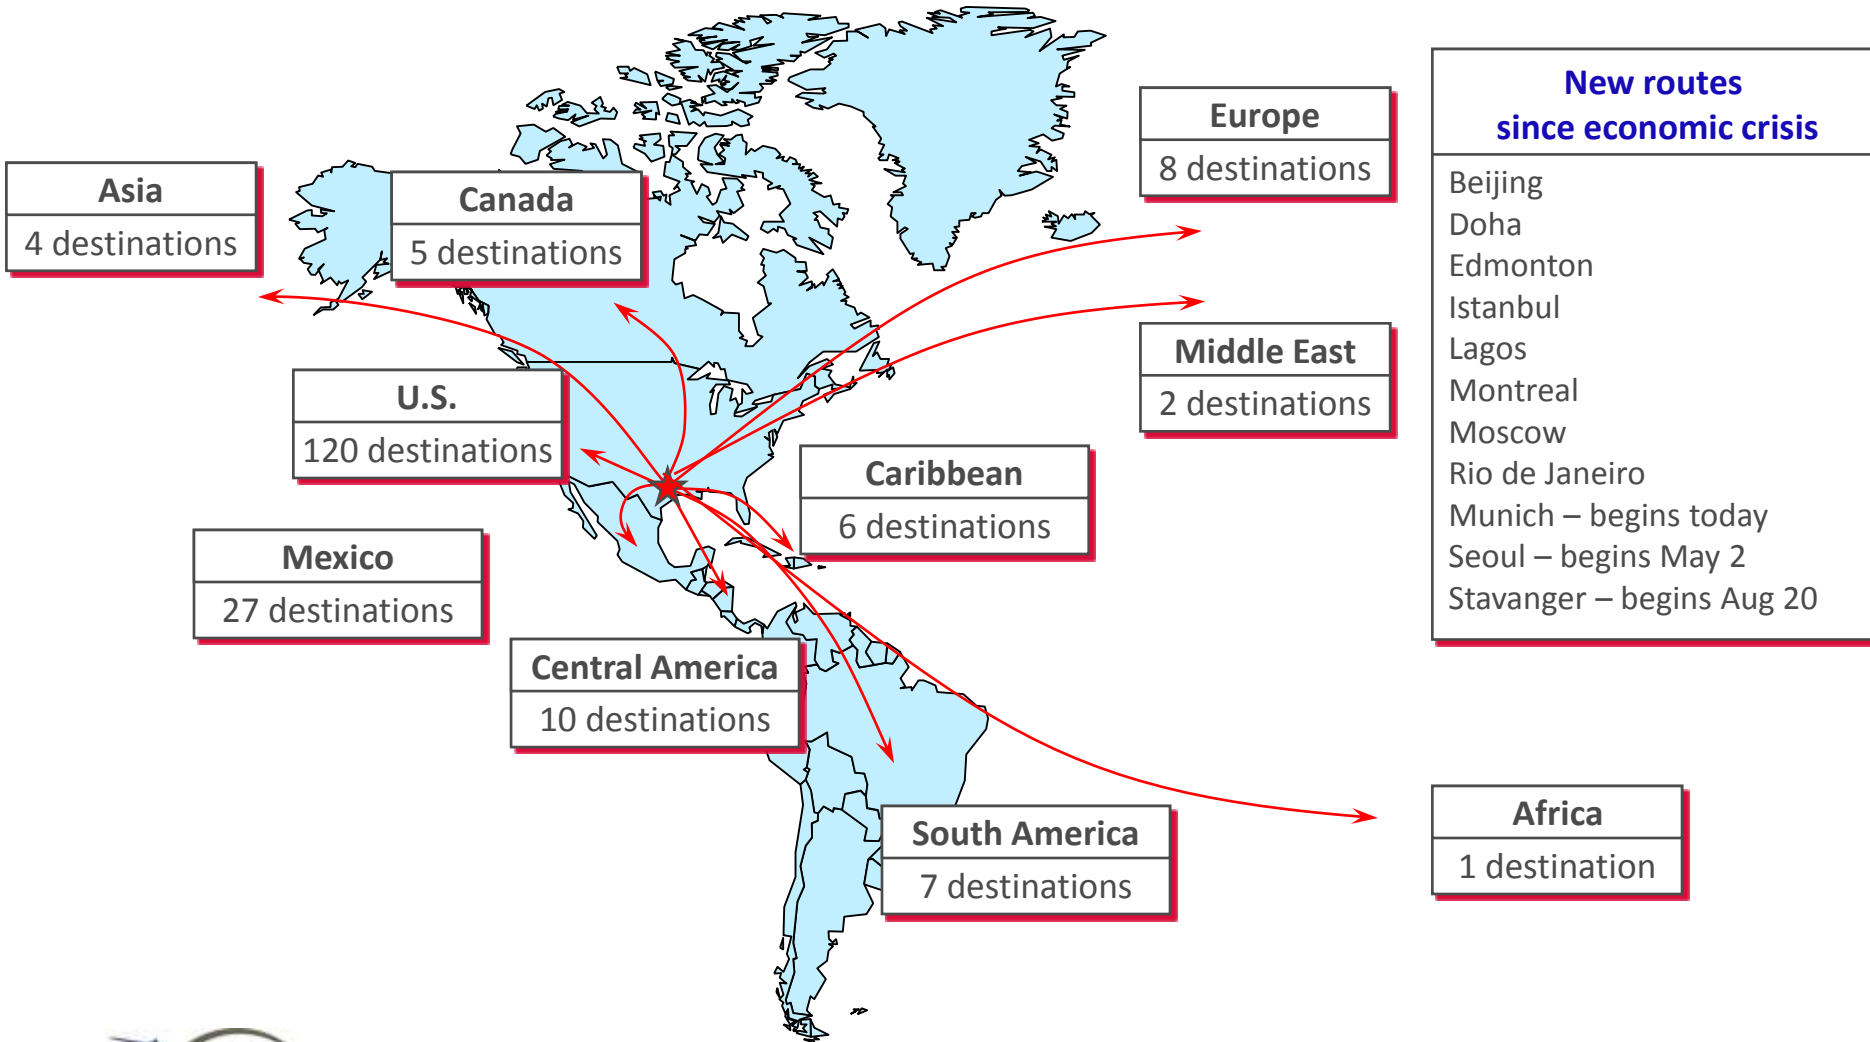 Asia
4 destinations
Canada
5 destinations
Europe
8 destinations
Middle East
2 destinations
U.S.
120 destinations
Caribbean
6 destinations
Mexico
27 destinations
Central America
10 destinations
South America
7 destinations
Africa
1 destination
New routes
since economic crisis
Beijing
Doha
Edmonton
Istanbul
Lagos
Montreal
Moscow
Rio de Janeiro
Munich – begins today
Seoul – begins May 2
Stavanger – begins Aug 20